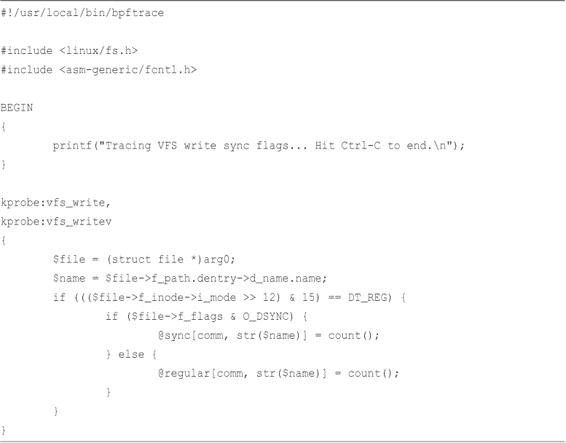 #!/usr/local/bin/bpftrace
#include <linux/fs.h>
#include <asm-generic/fcntl.h>
BEGIN
{
printf("Tracing VFS write sync flags... Hit Ctrl-C to end.\n");
}
kprobe:vfs_write,
kprobe:vfs_writev
{
$file = (struct file *)arg0;
$name = $file->f_path.dentry->d_name.name;
if ((($file->f_inode->i_mode >> 12) & 15) == DT_REG) {
if ($file->f_flags & O_DSYNC) {
@sync[comm, str($name)] = count();
} else {
@regular[comm, str($name)] = count();
}
}
}